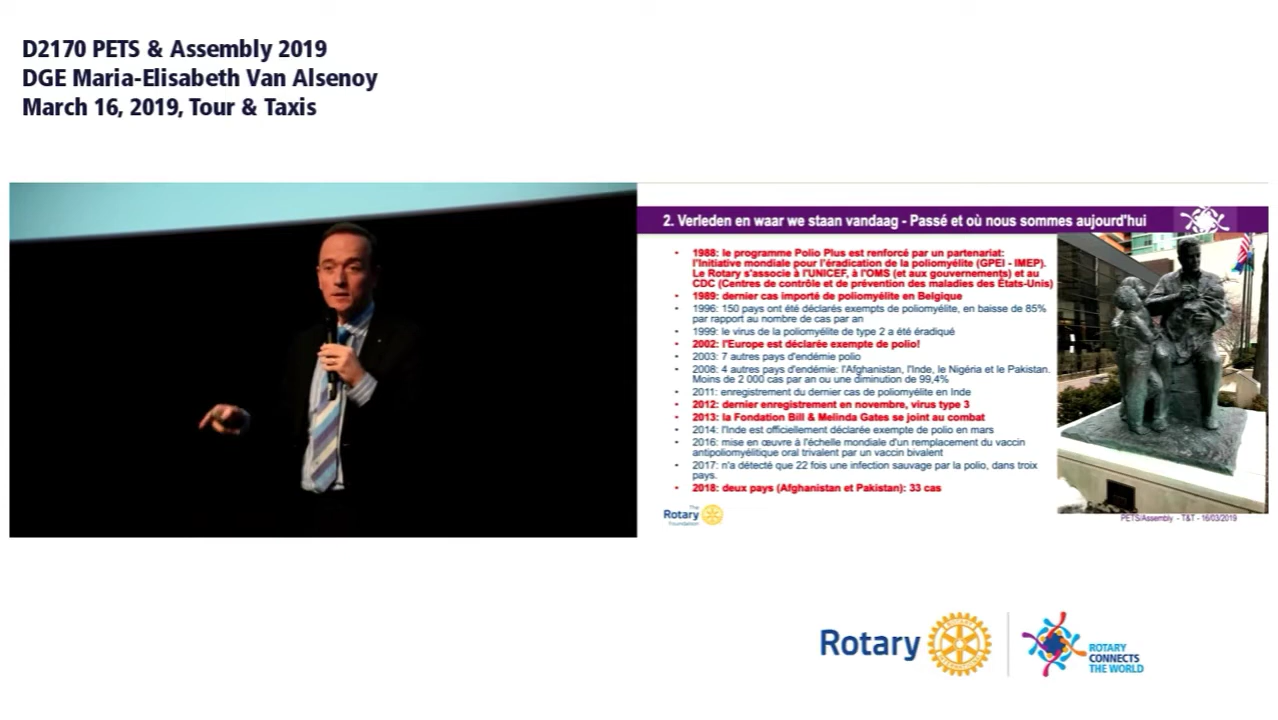 D2170 PETS & Assembly 2019
DGE Maria-Elisabeth Van Alsenoy
March 16, 2019, Tour & Taxis
2. Verleden en waar we staan vandaag - Passé et où nous sommes aujourd'hui
• 1988: le programme Polio Plus est renforcé par un partenariat:
l'Initiative mondiale pour l'éradication de la poliomyélite (GPEI - IMEP).
Le Rotary s'associe à l'UNICEF, à l'OMS (et aux gouvernements) et au
CDC (Centres de contrôle et de prévention des maladies des États-Unis)
• 1989: dernier cas importé de poliomyélite en Belgique
• 1996: 150 pays ont été déclarés exempts de poliomyélite, en baisse de 85%
par rapport au nombre de cas par an
• 1999: le virus de la poliomyélite de type 2 a été éradiqué
• 2002: l'Europe est déclarée exempte de polio!
• 2003: 7 autres pays d'endémie polio
• 2008: 4 autres pays d'endémie: l'Afghanistan, l'Inde, le Nigéria et le Pakistan.
Moins de 2 000 cas par an ou une diminution de 99,4%
• 2011: enregistrement du dernier cas de poliomyélite en Inde
• 2012: dernier enregistrement en novembre, virus type 3
• 2013: la Fondation Bill & Melinda Gates se joint au combat
• 2014: l'Inde est officiellement déclarée exempte de polio en mars
• 2016: mise en œuvre à l'échelle mondiale d'un remplacement du vaccin
antipoliomyélitique oral trivalent par un vaccin bivalent
• 2017: n'a détecté que 22 fois une infection sauvage par la polio, dans trois
pays.
• 2018: deux pays (Afghanistan et Pakistan): 33 cas
The
Rotary
Foundation
PETS/Assembly - T&T - 16/03/2019
Rotary
ROTARY
CONNECTS
THE WORLD